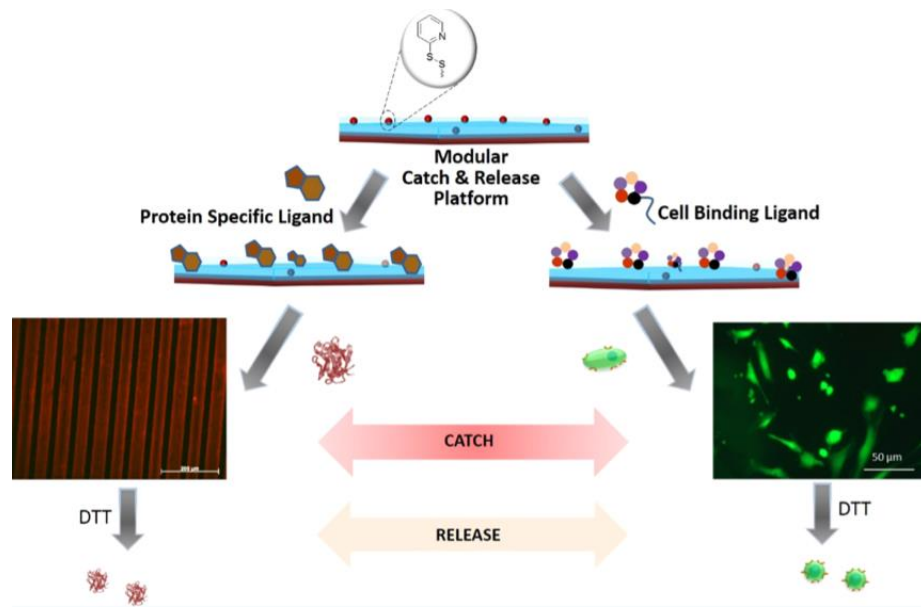 N
S
S
Modular
Catch & Release
Platform
Protein Specific Ligand
Cell Binding Ligand
CATCH
50 µm
DTT
DTT
RELEASE